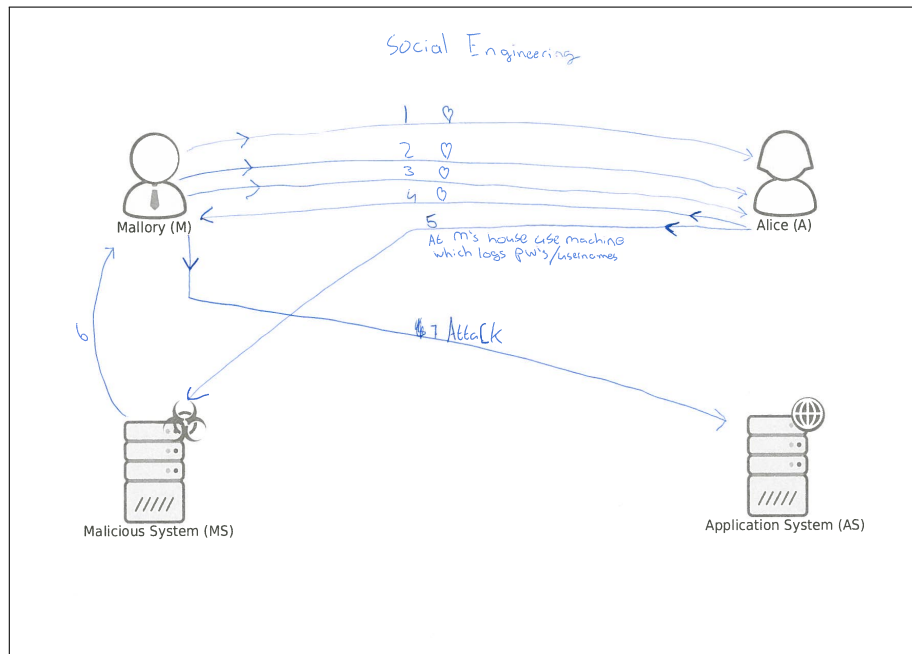 Social Engineering
1 ♡
2 ♡
3 ♡
4 ♡
Mallory (M)
Alice (A)
5
At M's house use machine
which logs pw's/usernames
6
7 Attack
Malicious System (MS)
Application System (AS)